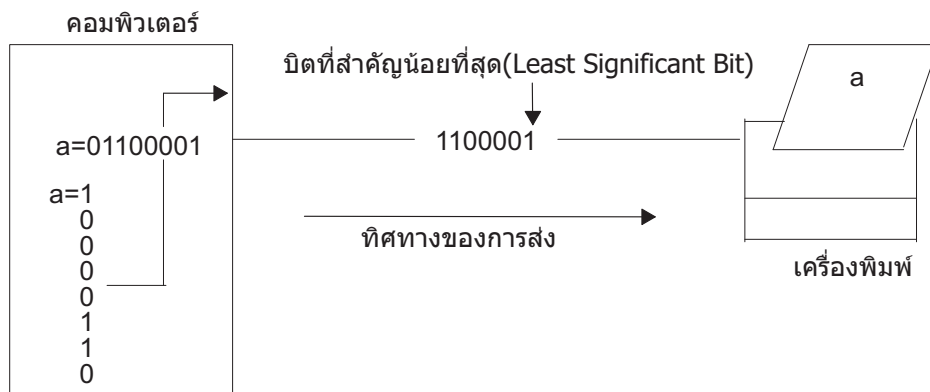 คอมพิวเตอร์
บิตที่สำคัญน้อยที่สุด(Least Significant Bit)
a
a=01100001
1100001
a=1
0
0
0
0
1
1
0
ทิศทางของการส่ง
เครื่องพิมพ์